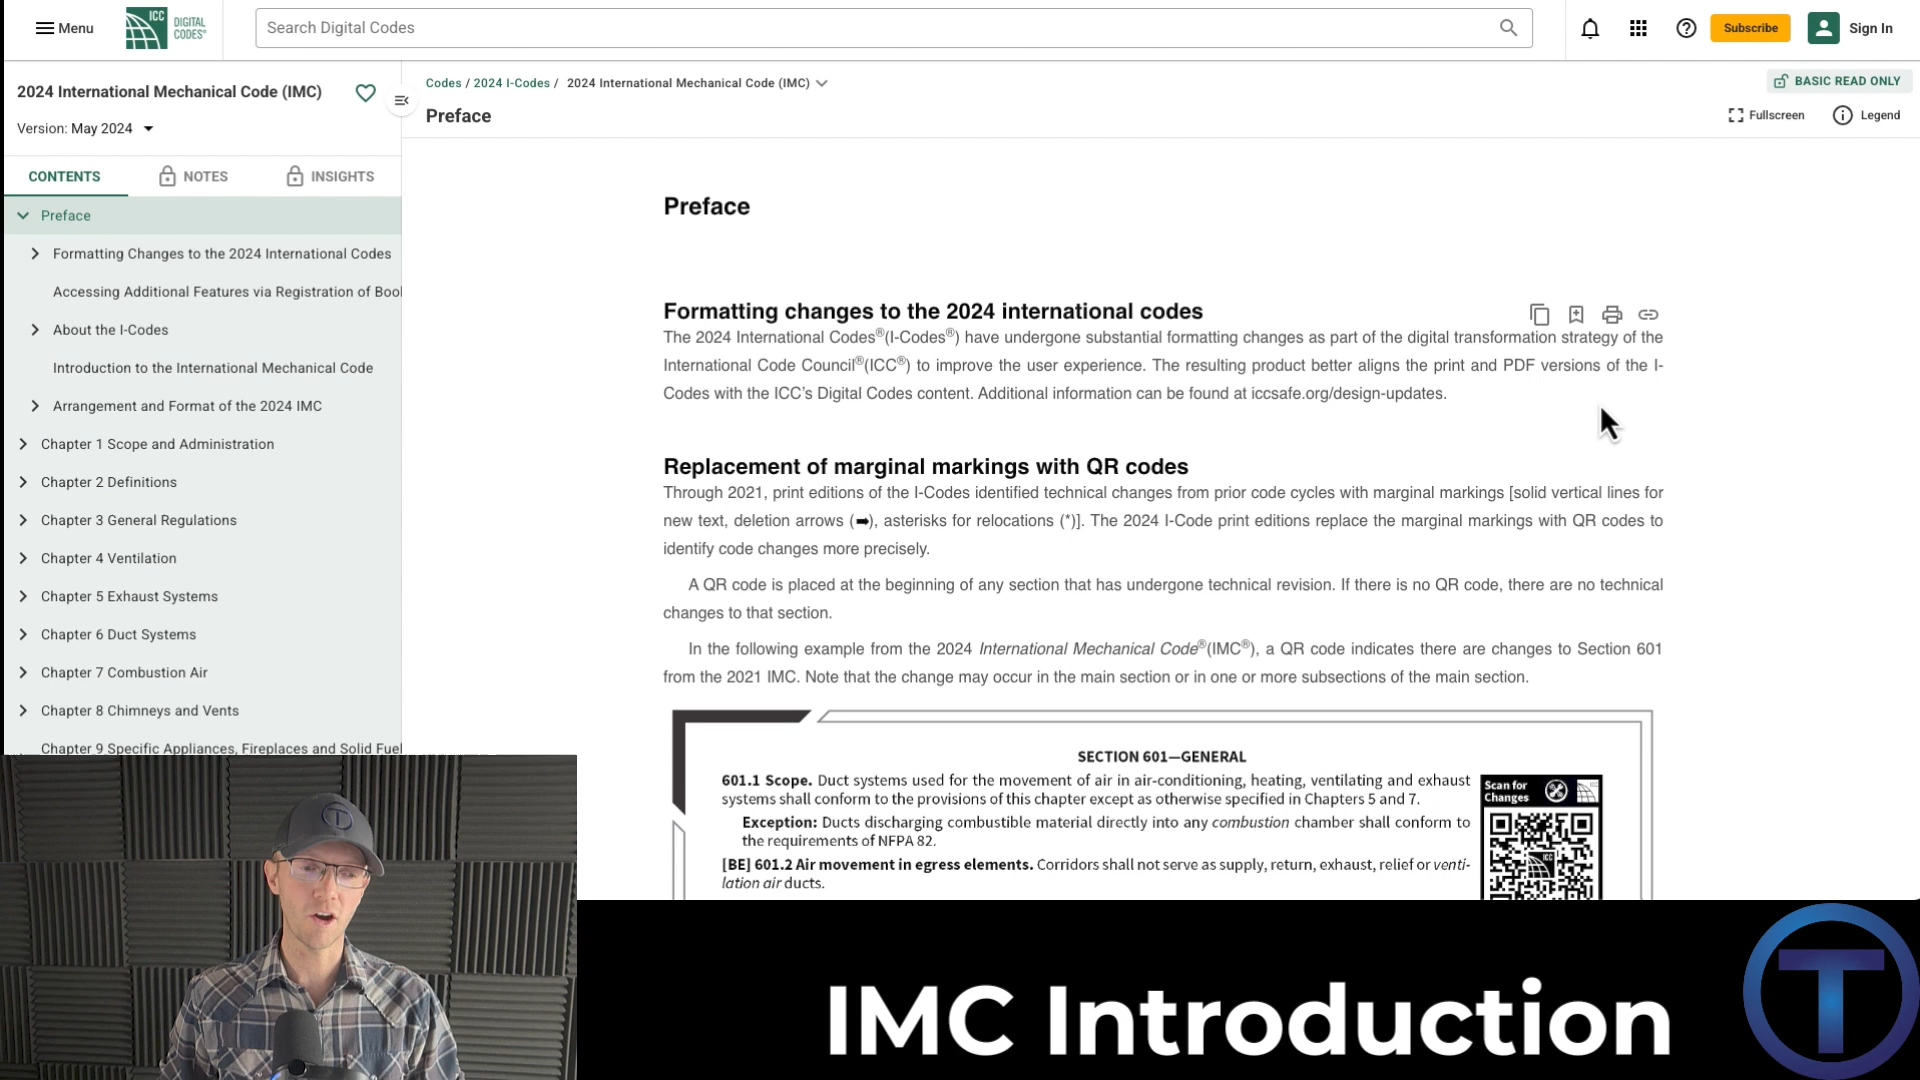 Menu
ICC
DIGITAL
CODES®
Search Digital Codes
Subscribe
Sign In
2024 International Mechanical Code (IMC)
Version: May 2024
CONTENTS
NOTES
INSIGHTS
Preface
Formatting Changes to the 2024 International Codes
Accessing Additional Features via Registration of Bool
About the I-Codes
Introduction to the International Mechanical Code
Arrangement and Format of the 2024 IMC
Chapter 1 Scope and Administration
Chapter 2 Definitions
Chapter 3 General Regulations
Chapter 4 Ventilation
Chapter 5 Exhaust Systems
Chapter 6 Duct Systems
Chapter 7 Combustion Air
Chapter 8 Chimneys and Vents
Chapter 9 Specific Appliances, Fireplaces and Solid Fuel
Codes / 2024 I-Codes / 2024 International Mechanical Code (IMC)
BASIC READ ONLY
Preface
Fullscreen
Legend
Preface
Formatting changes to the 2024 international codes
The 2024 International Codes®(I-Codes®) have undergone substantial formatting changes as part of the digital transformation strategy of the
International Code Council®(ICC®) to improve the user experience. The resulting product better aligns the print and PDF versions of the I-
Codes with the ICC's Digital Codes content. Additional information can be found at iccsafe.org/design-updates.
Replacement of marginal markings with QR codes
Through 2021, print editions of the I-Codes identified technical changes from prior code cycles with marginal markings [solid vertical lines for
new text, deletion arrows (➡), asterisks for relocations (*)]. The 2024 I-Code print editions replace the marginal markings with QR codes to
identify code changes more precisely.
A QR code is placed at the beginning of any section that has undergone technical revision. If there is no QR code, there are no technical
changes to that section.
In the following example from the 2024 International Mechanical Code®(IMC®), a QR code indicates there are changes to Section 601
from the 2021 IMC. Note that the change may occur in the main section or in one or more subsections of the main section.
SECTION 601—GENERAL
601.1 Scope. Duct systems used for the movement of air in air-conditioning, heating, ventilating and exhaust
systems shall conform to the provisions of this chapter except as otherwise specified in Chapters 5 and 7.
Exception: Ducts discharging combustible material directly into any combustion chamber shall conform to
the requirements of NFPA 82.
[BE] 601.2 Air movement in egress elements. Corridors shall not serve as supply, return, exhaust, relief or venti-
lation air ducts.
Scan for
Changes
ICC
T
IMC Introduction
T